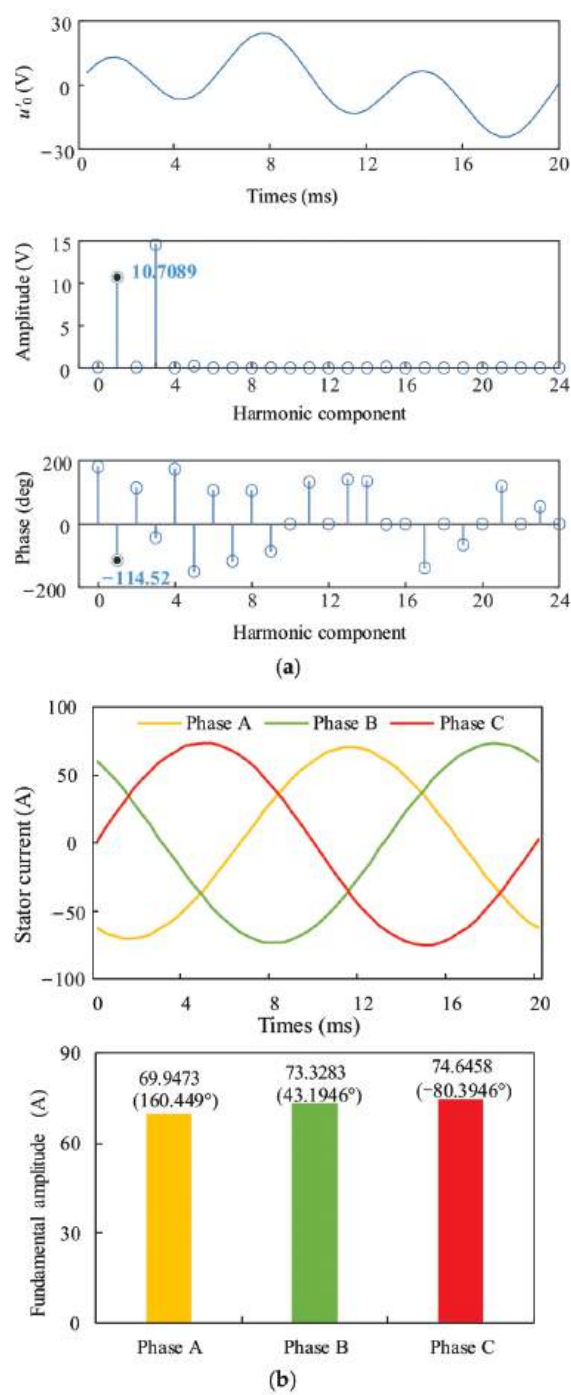 30
0
−30
u'0 (V)
0 4 8 12 16 20
Times (ms)
15
10
5
0
Amplitude (V)
10.7089
0 4 8 12 16 20 24
Harmonic component
200
0
−200
Phase (deg)
−114.52
0 4 8 12 16 20 24
Harmonic component
(a)
100
50
0
−50
−100
Stator current (A)
Phase A Phase B Phase C
0 4 8 12 16 20
Times (ms)
90
60
30
0
Fundamental amplitude (A)
69.9473
(160.449°)
73.3283
(43.1946°)
74.6458
(−80.3946°)
Phase A Phase B Phase C
(b)